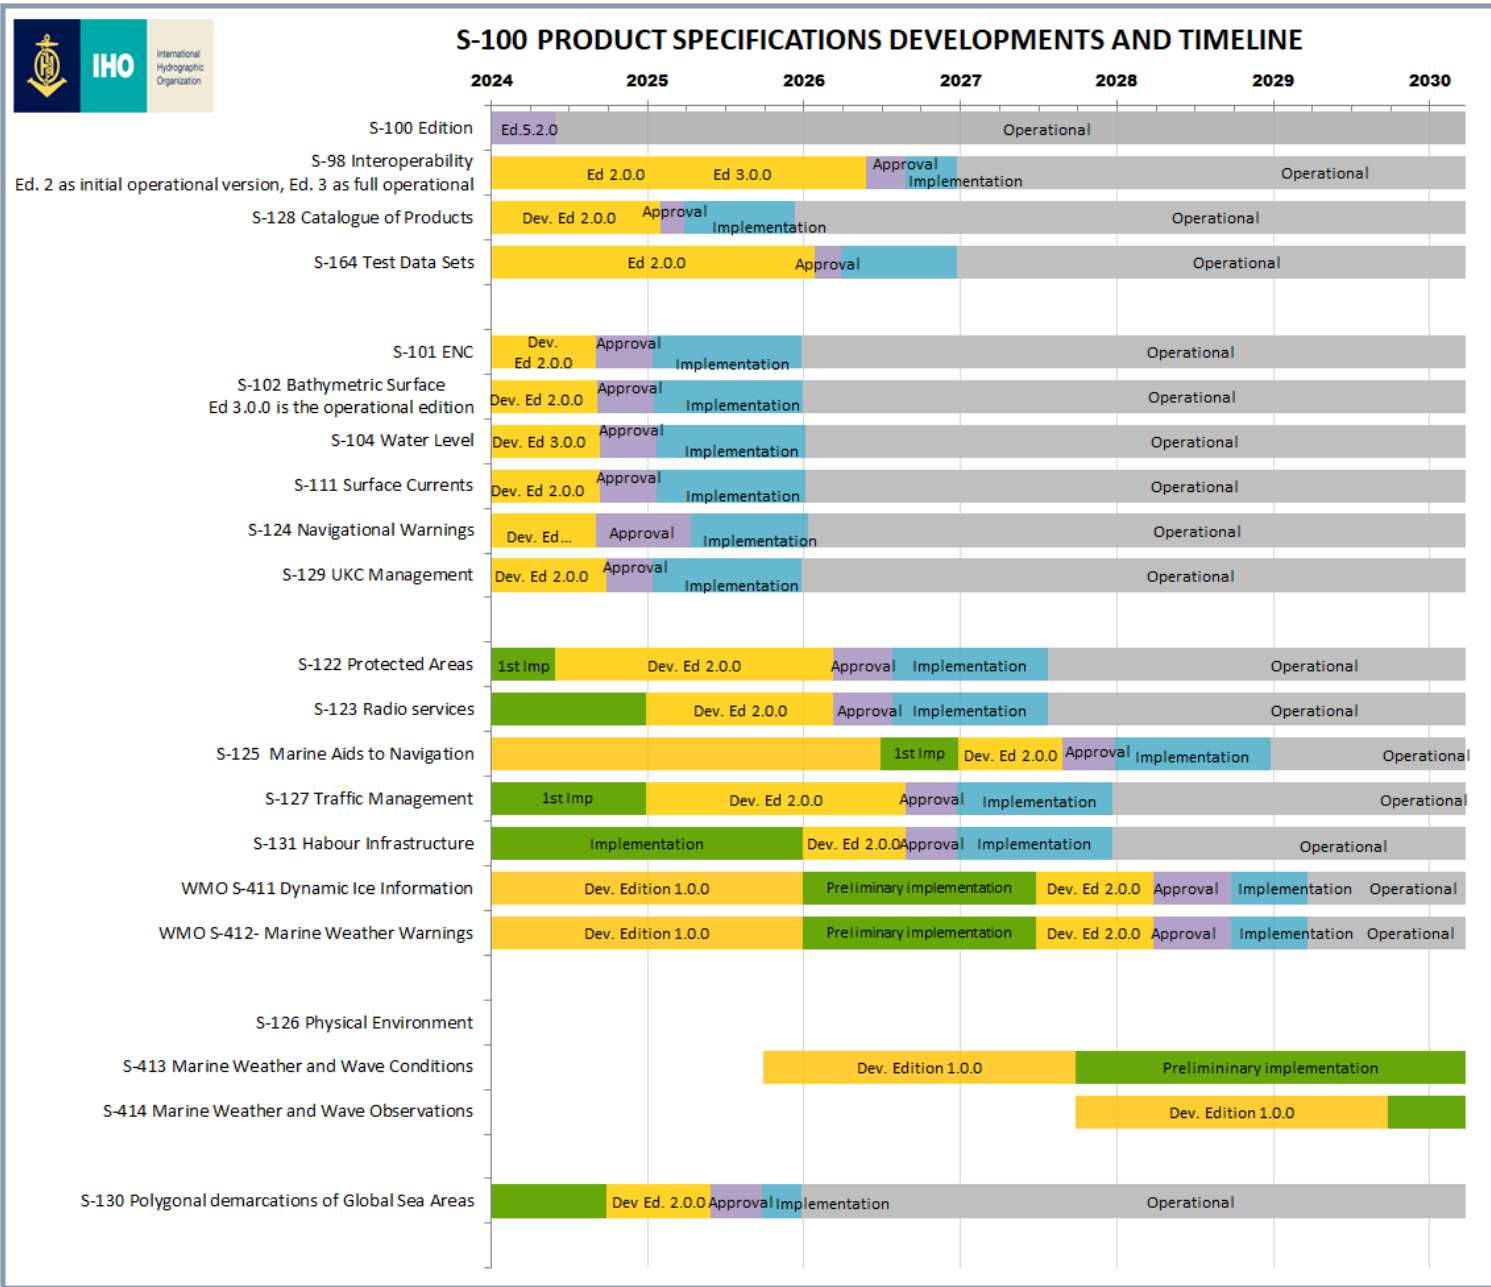 IHO
International
Hydrographic
Organization
S-100 PRODUCT SPECIFICATIONS DEVELOPMENTS AND TIMELINE
2024 2025 2026 2027 2028 2029 2030
S-100 Edition Ed.5.2.0 Operational
S-98 Interoperability
Ed. 2 as initial operational version, Ed. 3 as full operational Ed 2.0.0 Ed 3.0.0 Approval Implementation Operational
S-128 Catalogue of Products Dev. Ed 2.0.0 Approval Implementation Operational
S-164 Test Data Sets Ed 2.0.0 Approval Operational
S-101 ENC Dev.
Ed 2.0.0 Approval Implementation Operational
S-102 Bathymetric Surface
Ed 3.0.0 is the operational edition Dev. Ed 2.0.0 Approval Implementation Operational
S-104 Water Level Dev. Ed 3.0.0 Approval Implementation Operational
S-111 Surface Currents Dev. Ed 2.0.0 Approval Implementation Operational
S-124 Navigational Warnings Dev. Ed... Approval Implementation Operational
S-129 UKC Management Dev. Ed 2.0.0 Approval Implementation Operational
S-122 Protected Areas 1st Imp Dev. Ed 2.0.0 Approval Implementation Operational
S-123 Radio services Dev. Ed 2.0.0 Approval Implementation Operational
S-125 Marine Aids to Navigation 1st Imp Dev. Ed 2.0.0 Approval Implementation Operational
S-127 Traffic Management 1st Imp Dev. Ed 2.0.0 Approval Implementation Operational
S-131 Habour Infrastructure Implementation Dev. Ed 2.0.0 Approval Implementation Operational
WMO S-411 Dynamic Ice Information Dev. Edition 1.0.0 Preliminary implementation Dev. Ed 2.0.0 Approval Implementation Operational
WMO S-412- Marine Weather Warnings Dev. Edition 1.0.0 Preliminary implementation Dev. Ed 2.0.0 Approval Implementation Operational
S-126 Physical Environment
S-413 Marine Weather and Wave Conditions Dev. Edition 1.0.0 Prelimininary implementation
S-414 Marine Weather and Wave Observations Dev. Edition 1.0.0
S-130 Polygonal demarcations of Global Sea Areas Dev Ed. 2.0.0 Approval Implementation Operational